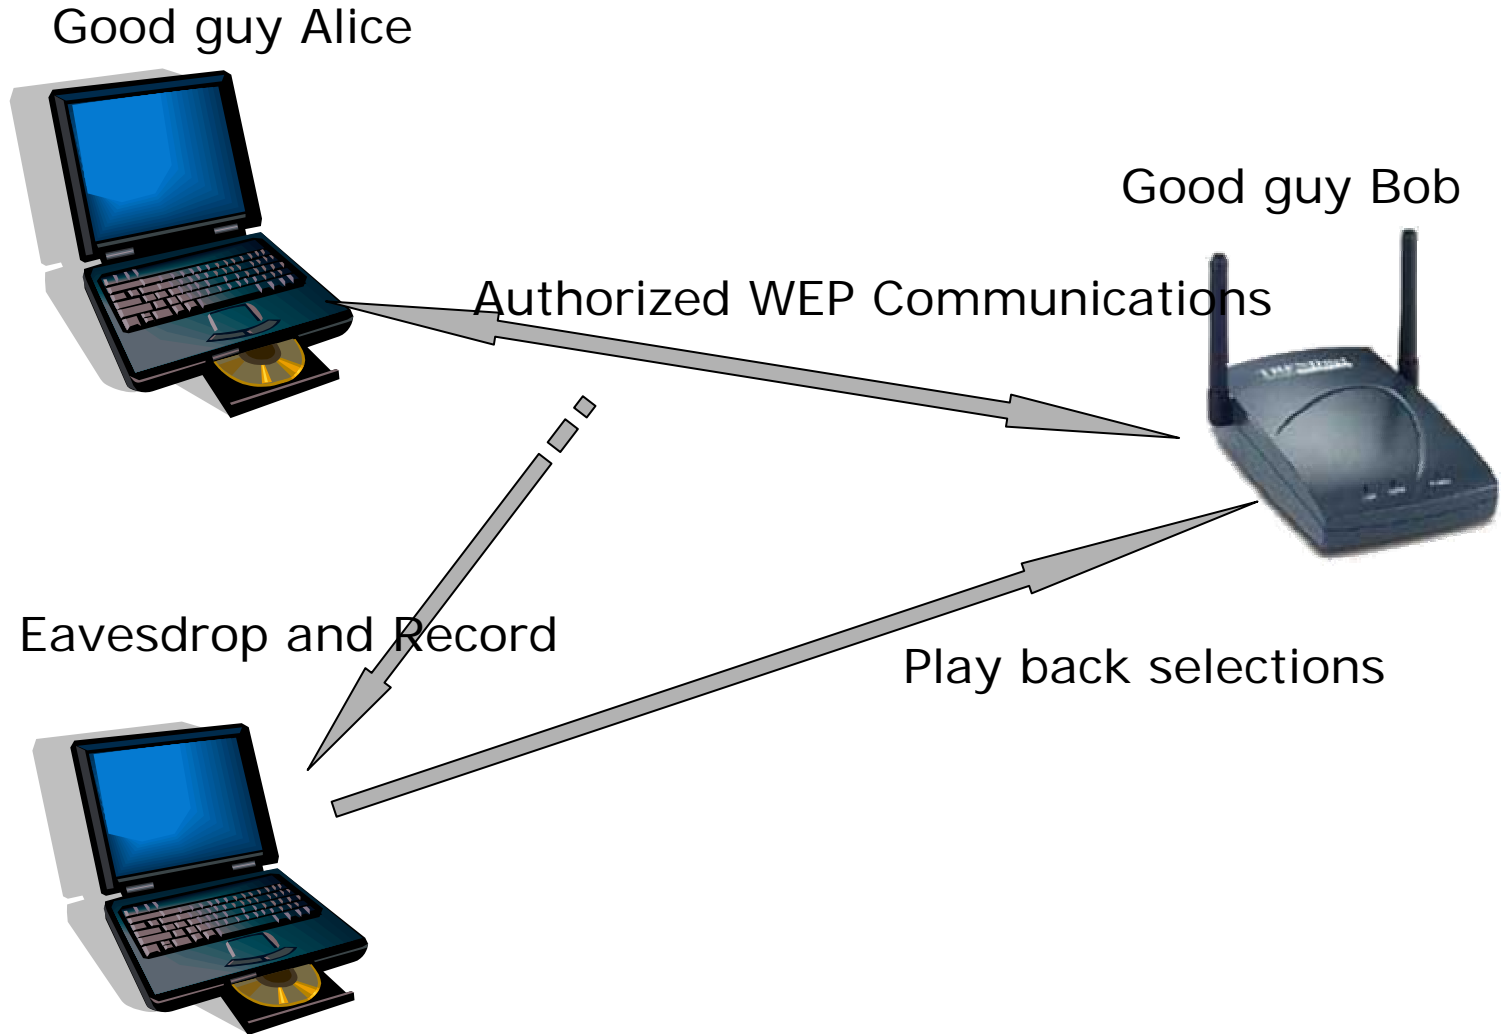 Good guy Alice
Good guy Bob
Authorized WEP Communications
Eavesdrop and Record
Play back selections